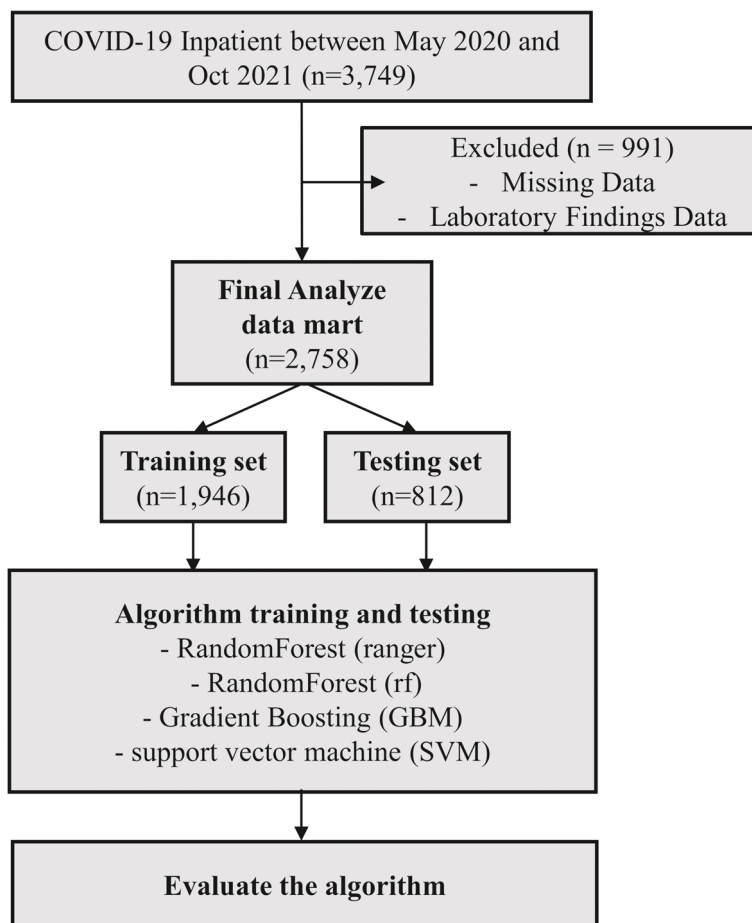 COVID-19 Inpatient between May 2020 and
Oct 2021 (n=3,749)
Excluded (n = 991)
- Missing Data
- Laboratory Findings Data
Final Analyze
data mart
(n=2,758)
Training set
(n=1,946)
Testing set
(n=812)
Algorithm training and testing
- RandomForest (ranger)
- RandomForest (rf)
- Gradient Boosting (GBM)
- support vector machine (SVM)
Evaluate the algorithm